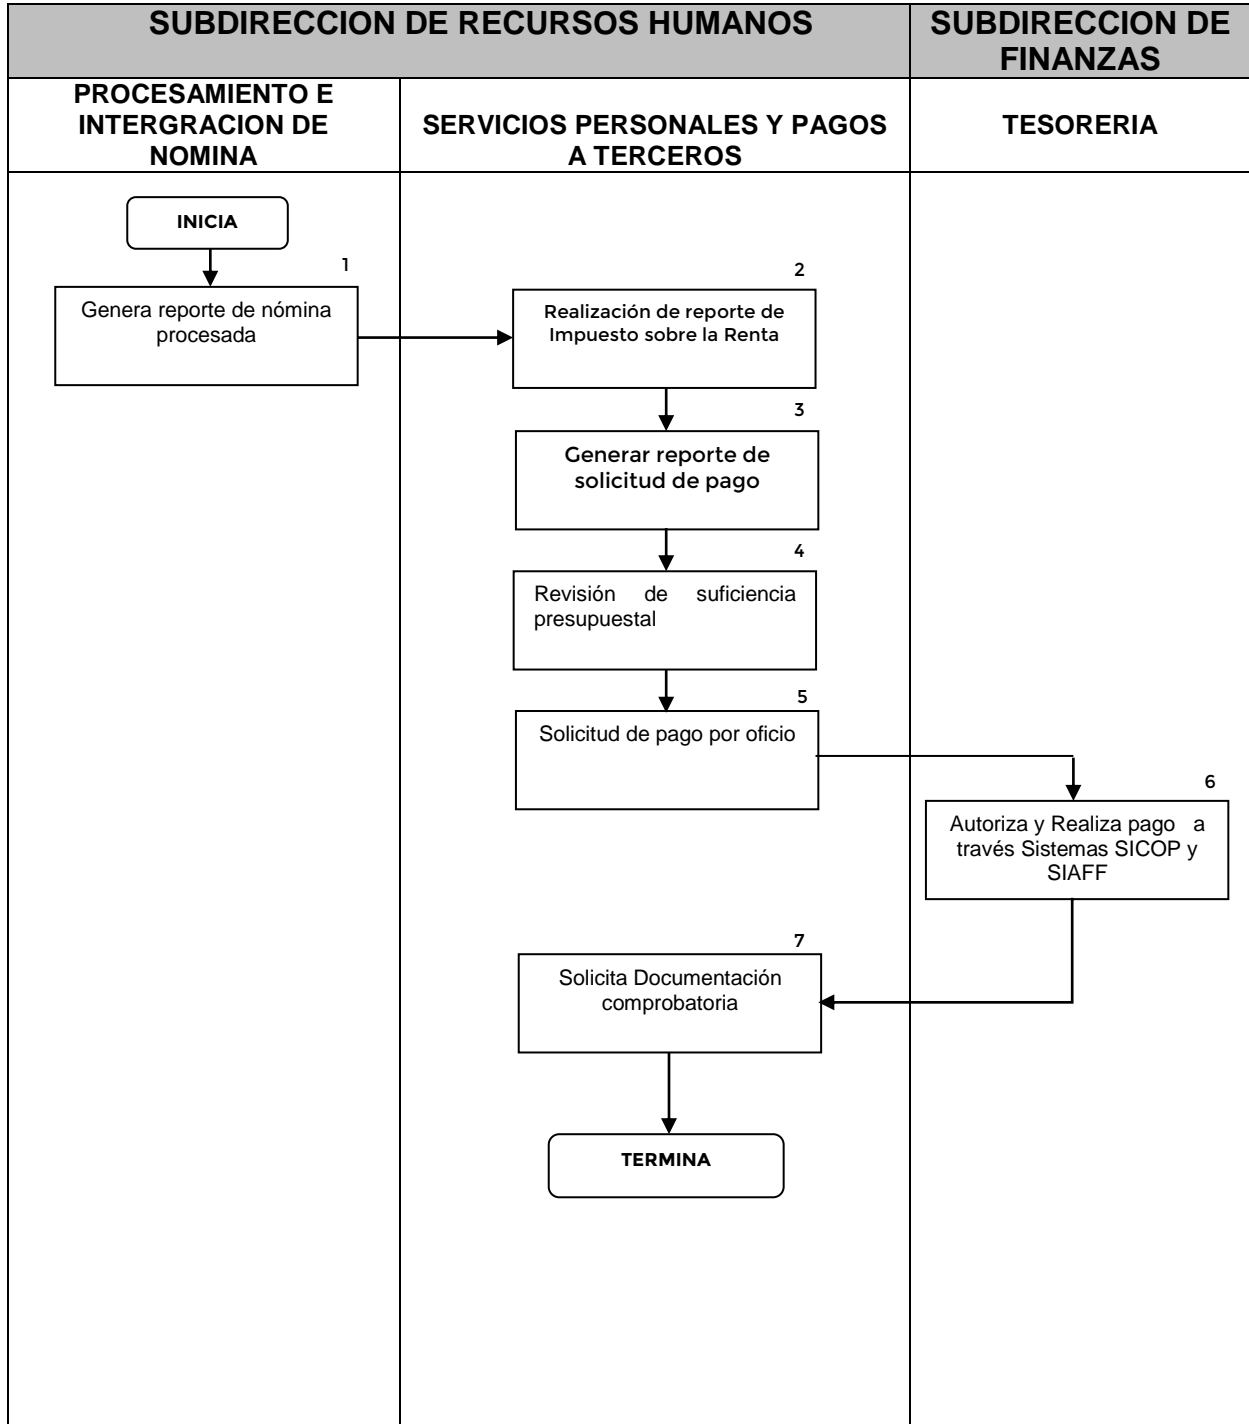 SUBDIRECCION DE RECURSOS HUMANOS
SUBDIRECCION DE
FINANZAS
PROCESAMIENTO E
INTERGRACION DE
NOMINA
SERVICIOS PERSONALES Y PAGOS
A TERCEROS
TESORERIA
INICIA
1
Genera reporte de nómina
procesada
2
Realización de reporte de
Impuesto sobre la Renta
3
Generar reporte de
solicitud de pago
4
Revisión de suficiencia
presupuestal
5
Solicitud de pago por oficio
6
Autoriza y Realiza pago a
través Sistemas SICOP y
SIAFF
7
Solicita Documentación
comprobatoria
TERMINA